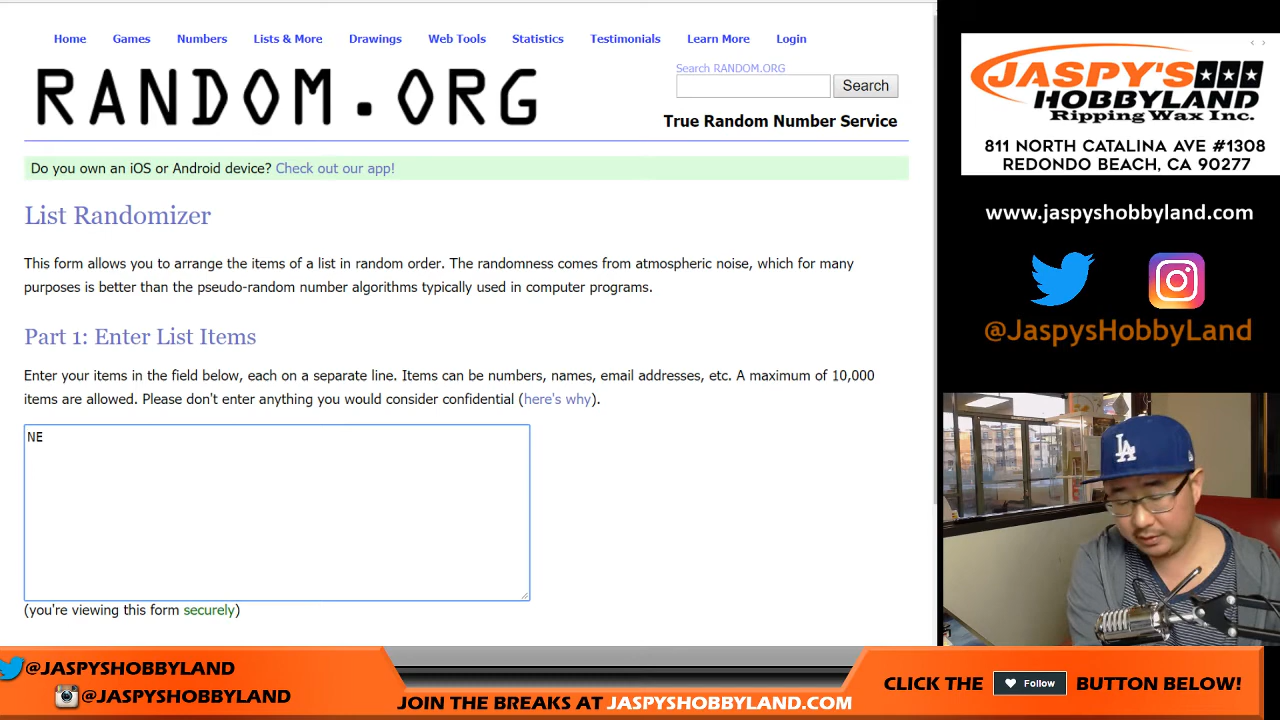 Home Games Numbers Lists & More Drawings Web Tools Statistics Testimonials Learn More Login
RANDOM.ORG
Search RANDOM.ORG
Search
True Random Number Service
Do you own an iOS or Android device? Check out our app!
List Randomizer
This form allows you to arrange the items of a list in random order. The randomness comes from atmospheric noise, which for many
purposes is better than the pseudo-random number algorithms typically used in computer programs.
Part 1: Enter List Items
Enter your items in the field below, each on a separate line. Items can be numbers, names, email addresses, etc. A maximum of 10,000
items are allowed. Please don't enter anything you would consider confidential (here's why).
NE
(you're viewing this form securely)
JASPY'S
HOBBYLAND
Ripping Wax Inc.
811 NORTH CATALINA AVE #1308
REDONDO BEACH, CA 90277
www.jaspyshobbyland.com
@JaspysHobbyLand
LA
@JASPYSHOBBYLAND
@JASPYSHOBBYLAND
JOIN THE BREAKS AT JASPYSHOBBYLAND.COM
CLICK THE Follow BUTTON BELOW!